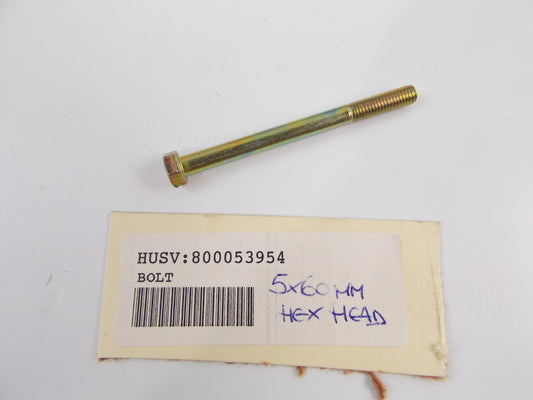 HUSV:800053954
BOLT
5x60MM
HEX HEAD